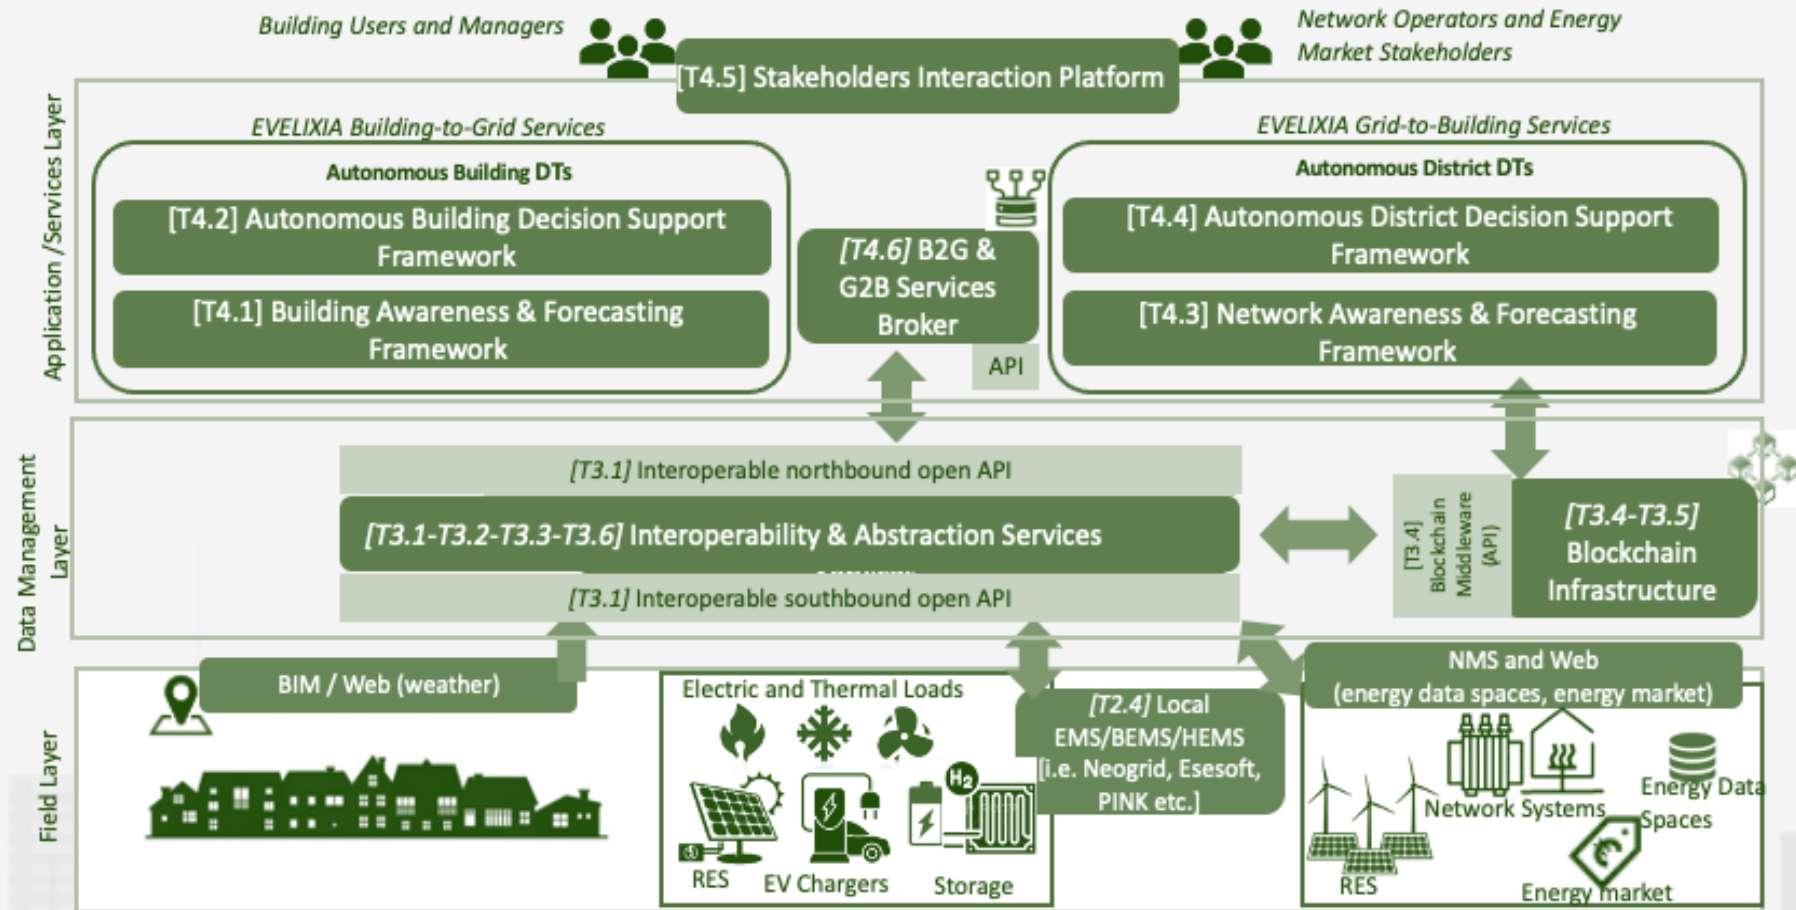 Building Users and Managers
Network Operators and Energy
Market Stakeholders
[T4.5] Stakeholders Interaction Platform
Application /Services Layer
EVELIXIA Building-to-Grid Services
Autonomous Building DTs
[T4.2] Autonomous Building Decision Support
Framework
[T4.1] Building Awareness & Forecasting
Framework
[T4.6] B2G &
G2B Services
Broker
API
EVELIXIA Grid-to-Building Services
Autonomous District DTs
[T4.4] Autonomous District Decision Support
Framework
[T4.3] Network Awareness & Forecasting
Framework
Data Management
Layer
[T3.1] Interoperable northbound open API
[T3.1-T3.2-T3.3-T3.6] Interoperability & Abstraction Services
[T3.1] Interoperable southbound open API
[T3.4]
Blockchain
Middleware
(API)
[T3.4-T3.5]
Blockchain
Infrastructure
Field Layer
BIM / Web (weather)
Electric and Thermal Loads
H2
RES
EV Chargers
Storage
[T2.4] Local
EMS/BEMS/HEMS
[i.e. Neogrid, Esesoft,
PINK etc.]
NMS and Web
(energy data spaces, energy market)
Network Systems
Energy Data
Spaces
RES
€
Energy market